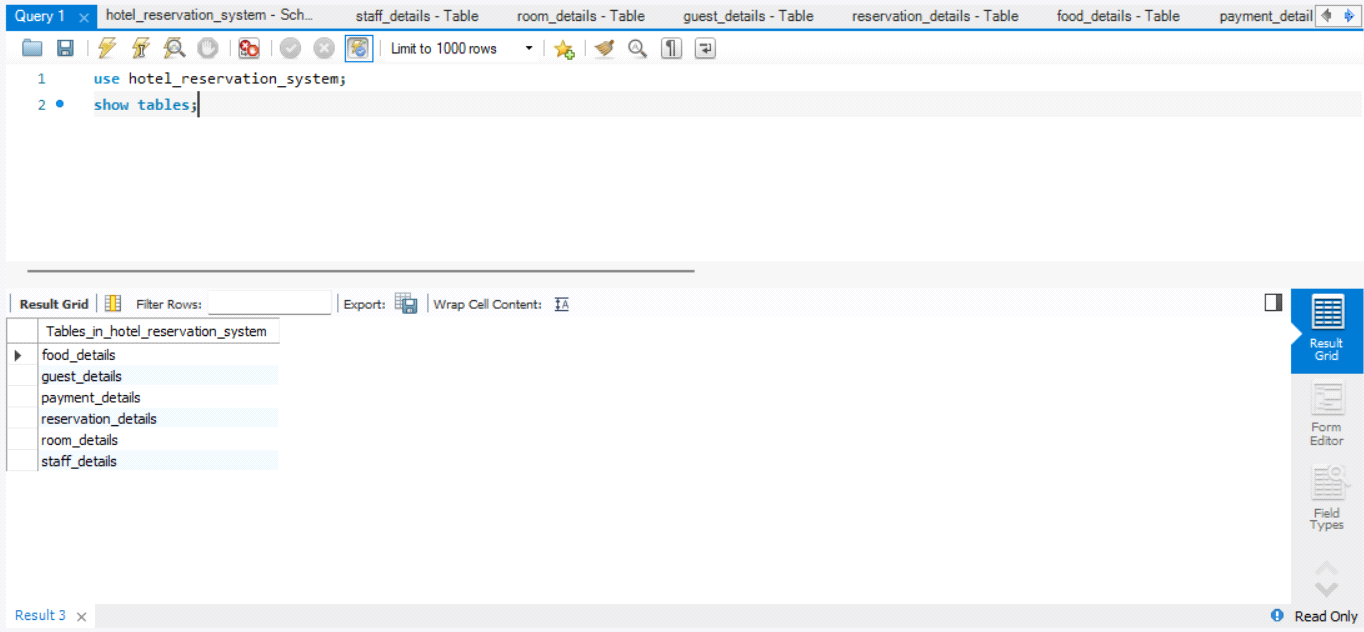 Query 1 hotel_reservation_system - Sch... staff_details - Table room_details - Table guest_details - Table reservation_details - Table food_details - Table payment_detail
Limit to 1000 rows
1 use hotel_reservation_system;
2 show tables;
Result Grid Filter Rows: Export: Wrap Cell Content:
Tables_in_hotel_reservation_system
food_details
guest_details
payment_details
reservation_details
room_details
staff_details
Result
Grid
Form
Editor
Field
Types
Result 3 Read Only